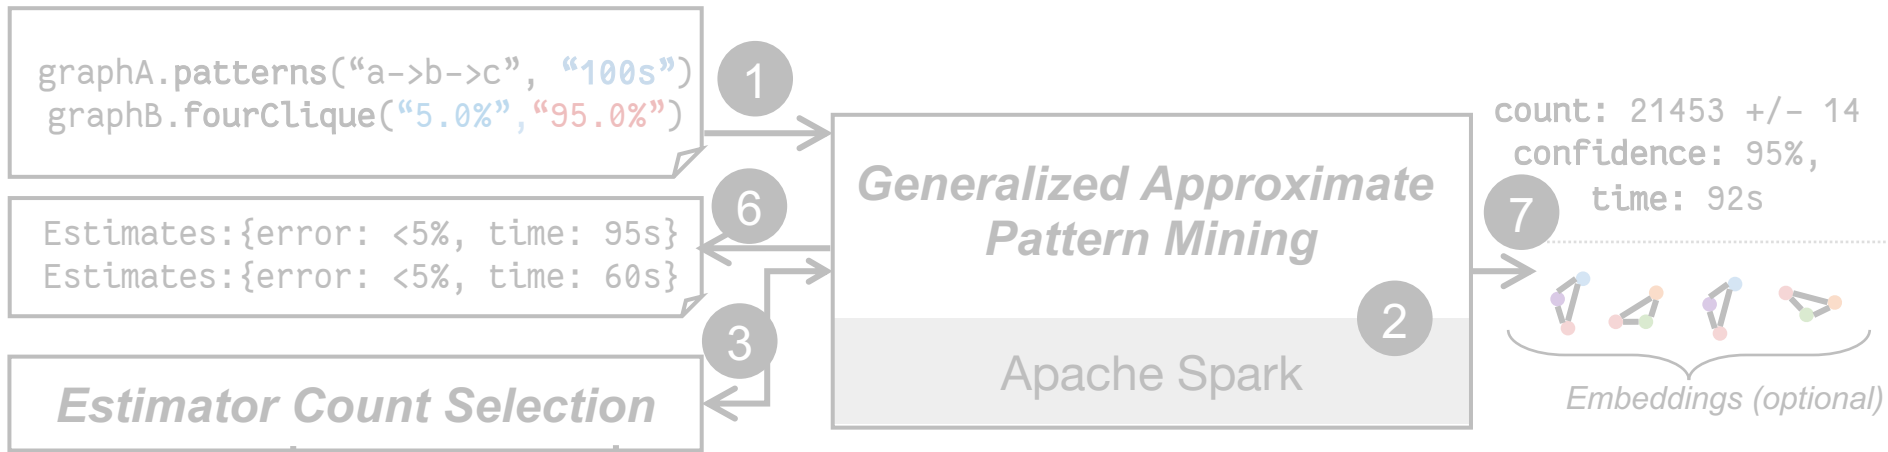 graphA.patterns(“a->b->c”, “100s”)
graphB.fourClique(“5.0%”,“95.0%”)
1
Estimates:{error: <5%, time: 95s}
Estimates:{error: <5%, time: 60s}
6
3
Estimator Count Selection
Generalized Approximate
Pattern Mining
2
Apache Spark
7
count: 21453 +/- 14
confidence: 95%,
time: 92s
Embeddings (optional)